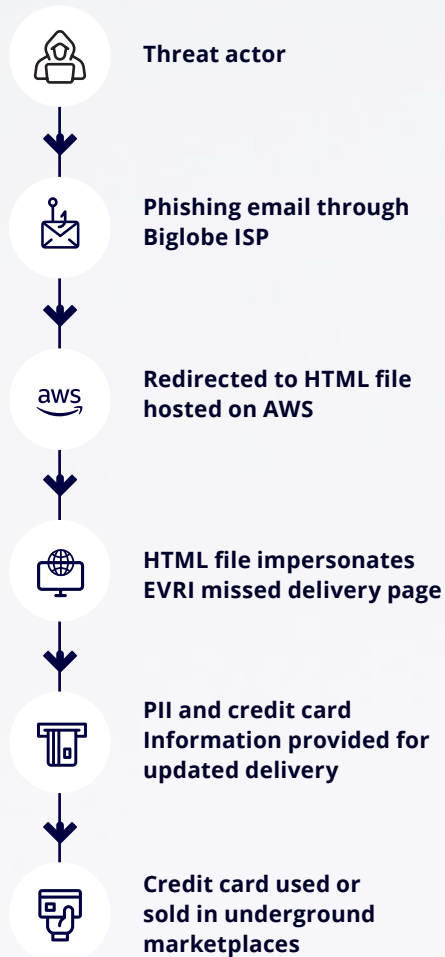 Threat actor
Phishing email through
Biglobe ISP
aws
Redirected to HTML file
hosted on AWS
HTML file impersonates
EVRI missed delivery page
PII and credit card
Information provided for
updated delivery
Credit card used or
sold in underground
marketplaces